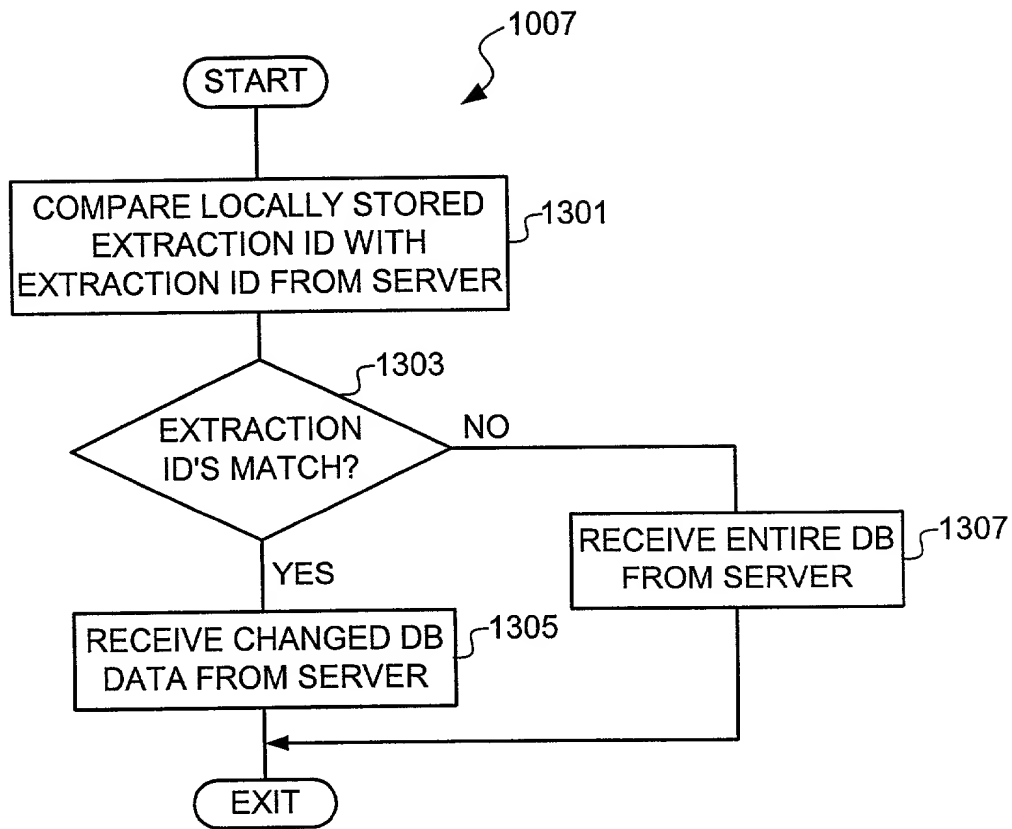 1007
START
COMPARE LOCALLY STORED
EXTRACTION ID WITH
EXTRACTION ID FROM SERVER
1301
1303
EXTRACTION
ID'S MATCH?
NO
YES
RECEIVE ENTIRE DB
FROM SERVER
1307
RECEIVE CHANGED DB
DATA FROM SERVER
1305
EXIT